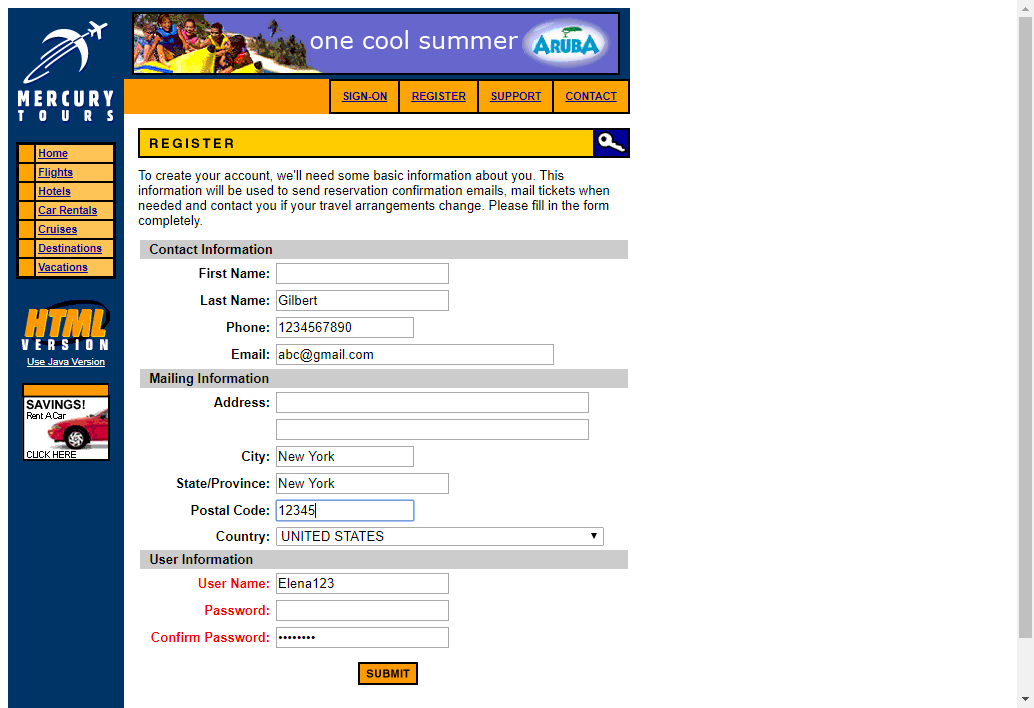 one cool summer ARUBA
MERCURY
TOURS
SIGN-ON REGISTER SUPPORT CONTACT
Home
Flights
Hotels
Car Rentals
Cruises
Destinations
Vacations
HTML
VERSION
Use Java Version
SAVINGS!
Rent A Car
CLICK HERE
REGISTER
To create your account, we'll need some basic information about you. This
information will be used to send reservation confirmation emails, mail tickets when
needed and contact you if your travel arrangements change. Please fill in the form
completely.
Contact Information
First Name:
Last Name: Gilbert
Phone: 1234567890
Email: abc@gmail.com
Mailing Information
Address:
City: New York
State/Province: New York
Postal Code: 12345
Country: UNITED STATES
User Information
User Name: Elena123
Password:
Confirm Password: ••••••••
SUBMIT